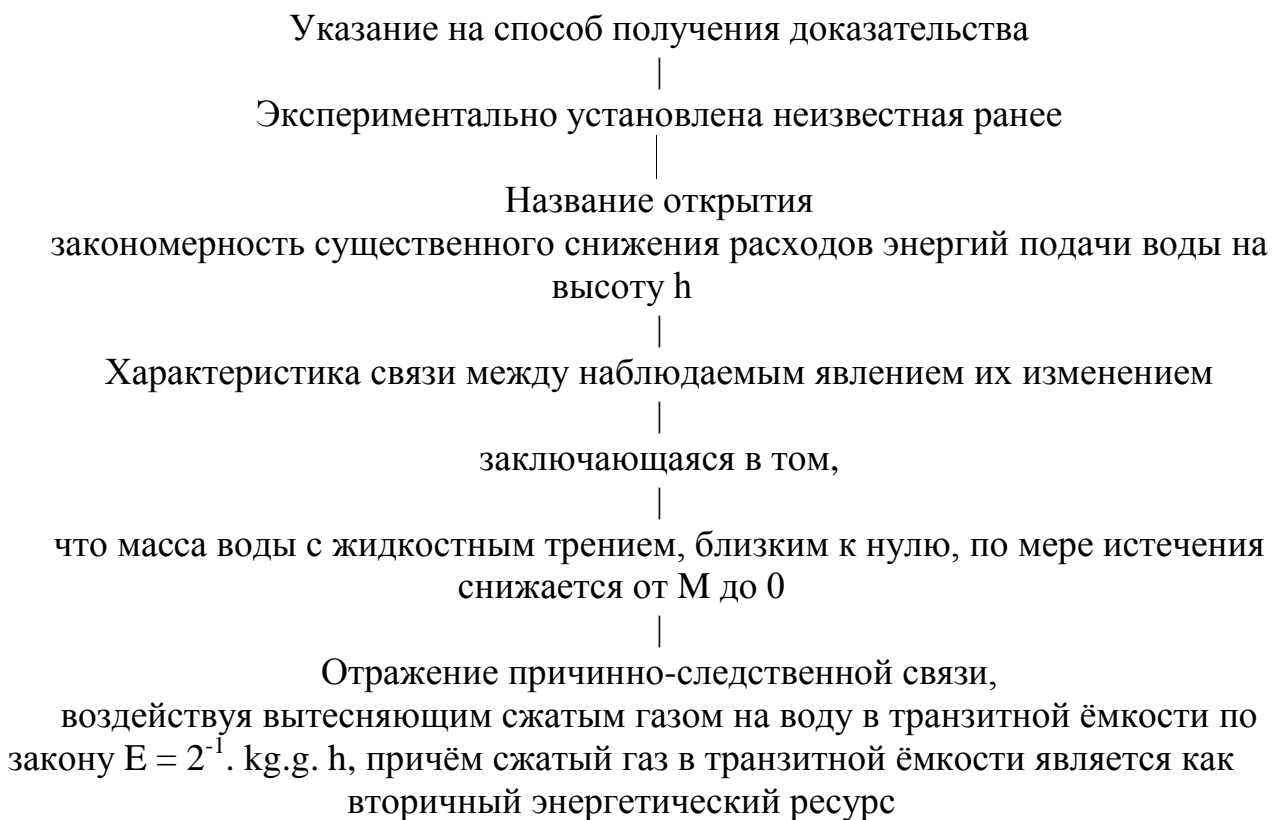 Указание на способ получения доказательства
|
Экспериментально установлена неизвестная ранее
|
Название открытия
закономерность существенного снижения расходов энергий подачи воды на
высоту h
|
Характеристика связи между наблюдаемым явлением их изменением
|
заключающаяся в том,
|
что масса воды с жидкостным трением, близким к нулю, по мере истечения
снижается от М до 0
|
Отражение причинно-следственной связи,
воздействуя вытесняющим сжатым газом на воду в транзитной ёмкости по
закону E = 2⁻¹. kg.g. h, причём сжатый газ в транзитной ёмкости является как
вторичный энергетический ресурс